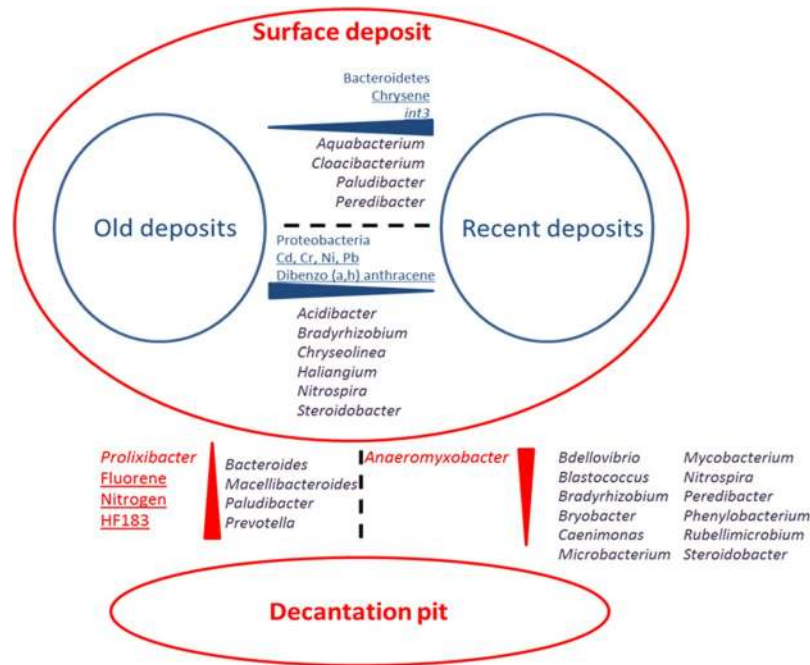 Surface deposit
Bacteroidetes
Chrysene
int3
Aquabacterium
Cloacibacterium
Paludibacter
Peredibacter
Old deposits
Recent deposits
Proteobacteria
Cd, Cr, Ni, Pb
Dibenzo (a,h) anthracene
Acidibacter
Bradyrhizobium
Chryseolinea
Haliangium
Nitrospira
Steroidobacter
Prolixibacter
Fluorene
Nitrogen
HF183
Bacteroides
Macellibacteroides
Paludibacter
Prevotella
Anaeromyxobacter
Bdellovibrio
Blastococcus
Bradyrhizobium
Bryobacter
Caenimonas
Microbacterium
Mycobacterium
Nitrospira
Peredibacter
Phenylobacterium
Rubellimicrobium
Steroidobacter
Decantation pit